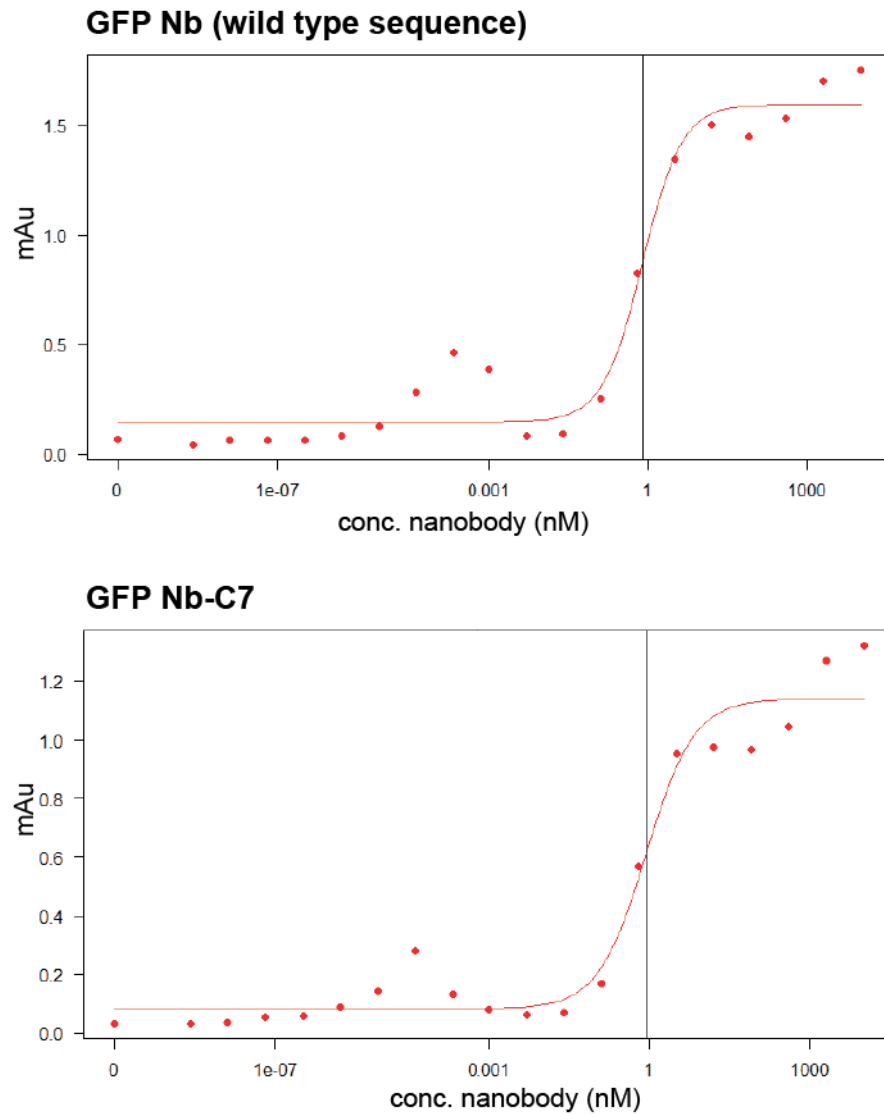 GFP Nb (wild type sequence)
mAu
1.5
1.0
0.5
0.0
0 1e-07 0.001 1 1000
conc. nanobody (nM)
GFP Nb-C7
mAu
1.2
1.0
0.8
0.6
0.4
0.2
0.0
0 1e-07 0.001 1 1000
conc. nanobody (nM)